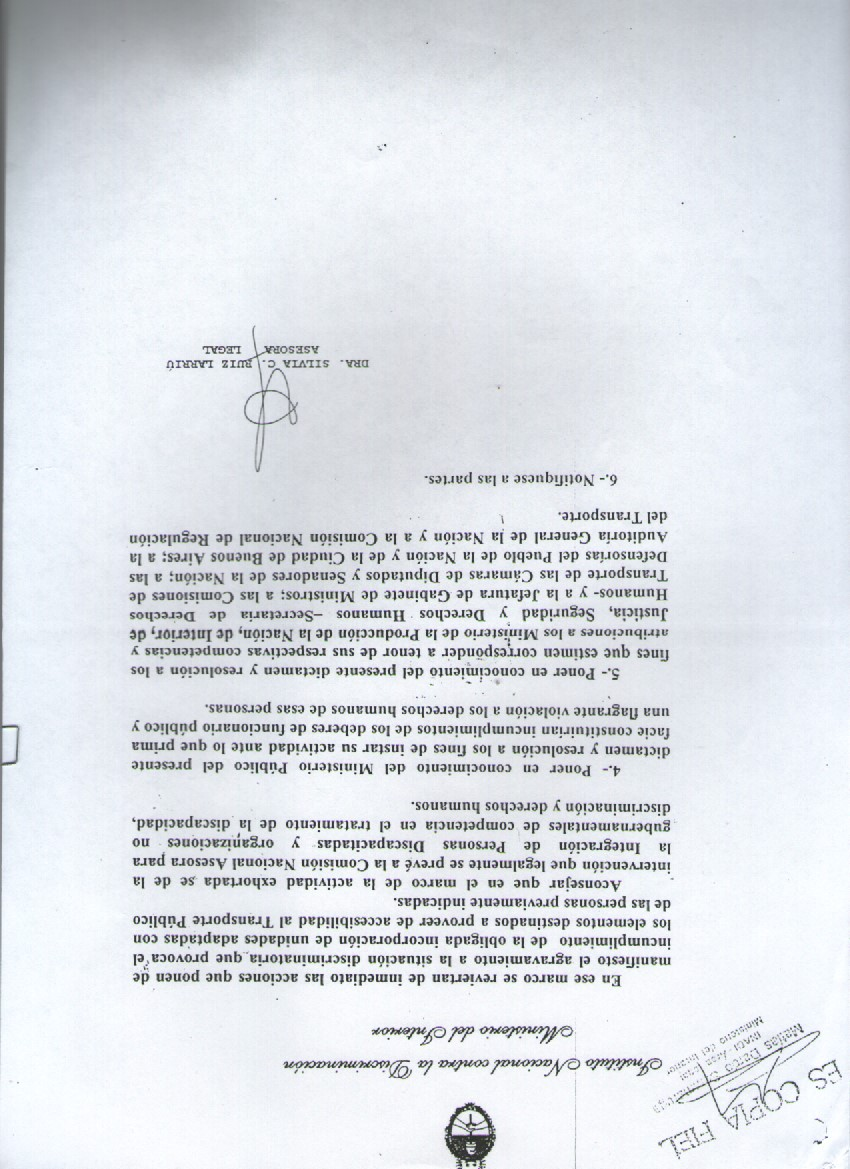 ES COPIA FIEL
INADI - Area Legal
Ministerio del Interior
Instituto Nacional contra la Discriminación
Ministerio del Interior
En ese marco se reviertan de inmediato las acciones que ponen de
manifiesto el agravamiento a la situación discriminatoria que provoca el
incumplimiento de la obligada incorporación de unidades adaptadas con
los elementos destinados a proveer de accesibilidad al Transporte Público
de las personas previamente indicadas.
Aconsejar que en el marco de la actividad exhortada se de la
intervención que legalmente se prevé a la Comisión Nacional Asesora para
la Integración de Personas Discapacitadas y organizaciones no
gubernamentales de competencia en el tratamiento de la discapacidad,
discriminación y derechos humanos.
4.- Poner en conocimiento del Ministerio Público del presente
dictamen y resolución a los fines de instar su actividad ante lo que prima
facie constituirian incumplimientos de los deberes de funcionario público y
una flagrante violación a los derechos humanos de esas personas.
5.- Poner en conocimiento del presente dictamen y resolución a los
fines que estimen corresponder a tenor de sus respectivas competencias y
atribuciones a los Ministerio de la Producción de la Nación, de Interior, de
Justicia, Seguridad y Derechos Humanos –Secretaria de Derechos
Humanos- y a la Jefatura de Gabinete de Ministros; a las Comisiones de
Transporte de las Cámaras de Diputados y Senadores de la Nación; a las
Defensorias del Pueblo de la Nación y de la Ciudad de Buenos Aires; a la
Auditoria General de la Nación y a la Comisión Nacional de Regulación
del Transporte.
6.- Notifíquese a las partes.
DRA. SILVIA C. RUIZ LARRIÚ
ASESORA LEGAL